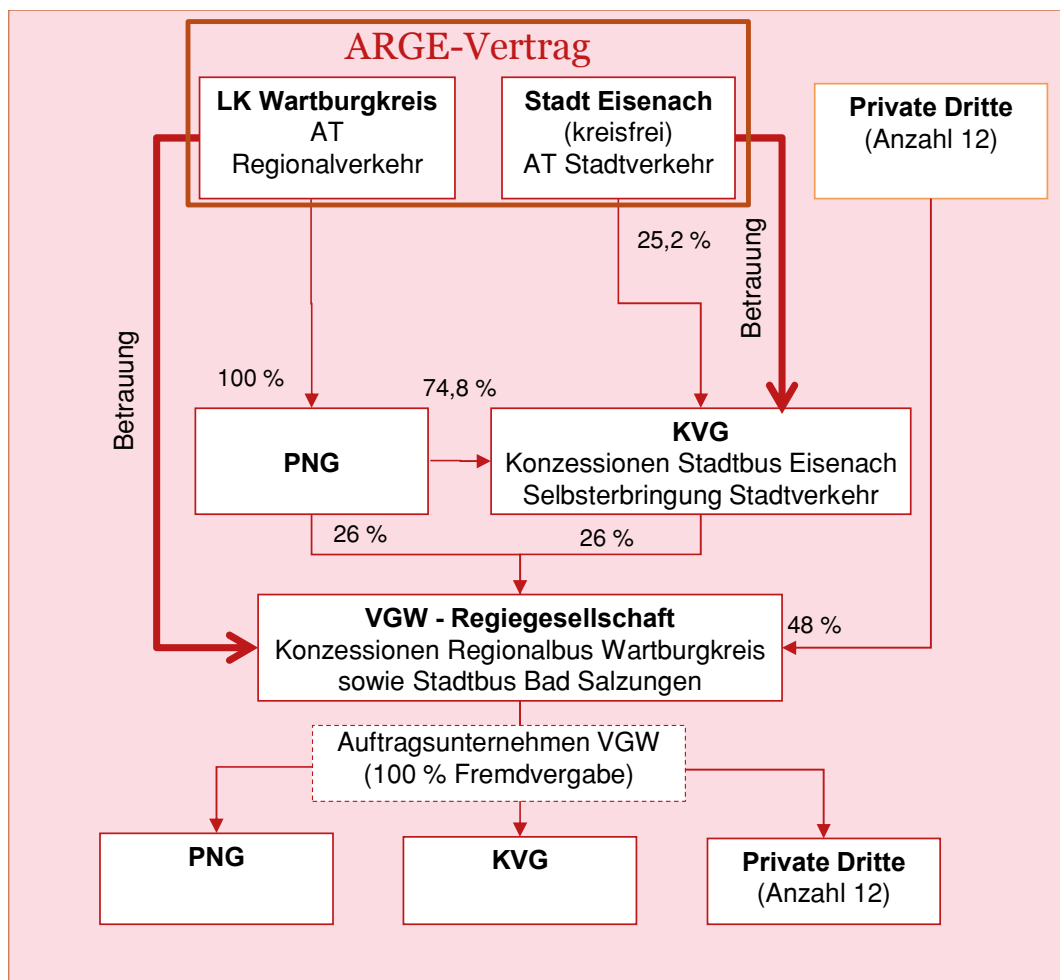 ARGE-Vertrag
LK Wartburgkreis
AT
Regionalverkehr
Stadt Eisenach
(kreisfrei)
AT Stadtverkehr
Private Dritte
(Anzahl 12)
25,2 %
Betrauung
Betrauung
100 %
74,8 %
PNG
KVG
Konzessionen Stadtbus Eisenach
Selbsterbringung Stadtverkehr
26 %
26 %
VGW - Regiegesellschaft
Konzessionen Regionalbus Wartburgkreis
sowie Stadtbus Bad Salzungen
48 %
Auftragsunternehmen VGW
(100 % Fremdvergabe)
PNG
KVG
Private Dritte
(Anzahl 12)